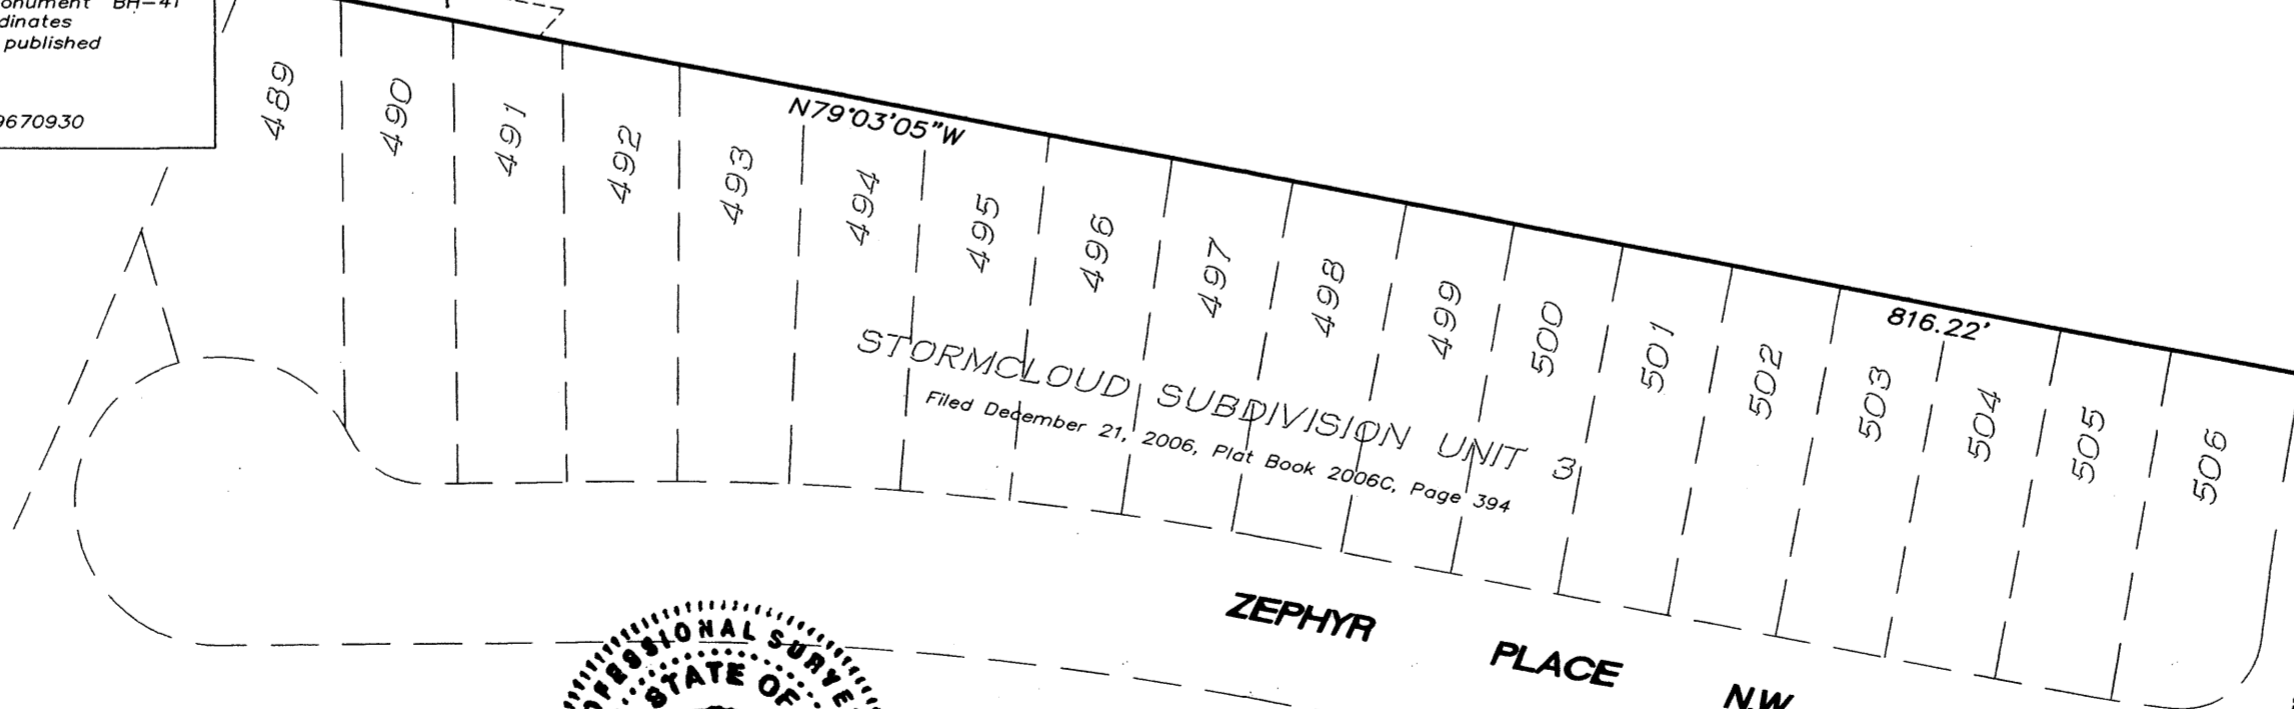 onument BH-41
dinates
published
9670930
489
490
491
492
493
494
495
496
497
498
499
500
501
502
503
504
505
506
N79°03'05"W
816.22'
STORMCLOUD SUBDIVISION UNIT 3
Filed December 21, 2006, Plat Book 2006C, Page 394
ZEPHYR PLACE N.W
OFESSIONAL SURVE
STATE OF